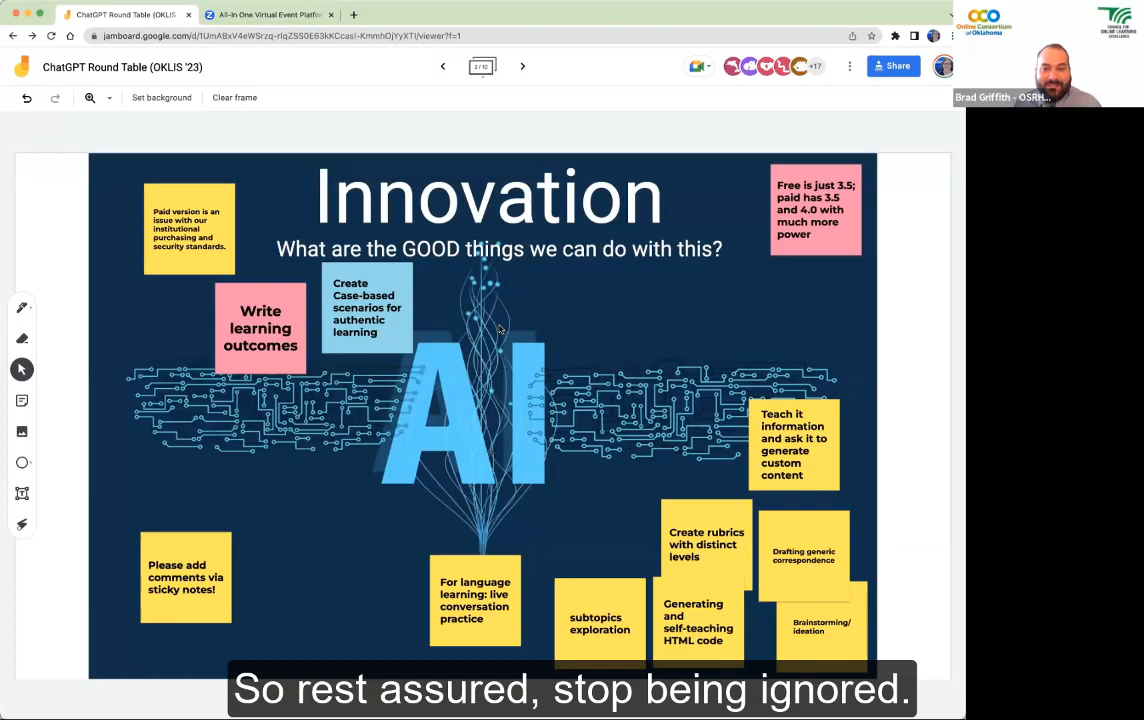 ChatGPT Round Table (OKLIS
All-In One Virtual Event Platfo
jamboard.google.com/d/
viewer?f=1
ChatGPT Round Table (OKLIS '23)
2 / 10
+17
Share
Set background
Clear frame
Online Consortium
of Oklahoma
COUNCIL FOR
ONLINE LEARNING
EXCELLENCE
Brad Griffith - OSRH...
Innovation
What are the GOOD things we can do with this?
Paid version is an
issue with our
institutional
purchasing and
security standards.
Free is just 3.5;
paid has 3.5
and 4.0 with
much more
power
Write
learning
outcomes
Create
Case-based
scenarios for
authentic
learning
AI
Teach it
information
and ask it to
generate
custom
content
Please add
comments via
sticky notes!
For language
learning: live
conversation
practice
subtopics
exploration
Create rubrics
with distinct
levels
Generating
and
self-teaching
HTML code
Drafting generic
correspondence
Brainstorming/
ideation
So rest assured, stop being ignored.